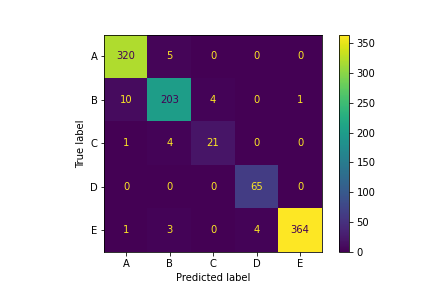 A 320 5 0 0 0
B 10 203 4 0 1
C 1 4 21 0 0
D 0 0 0 65 0
E 1 3 0 4 364
A B C D E
Predicted label
True label
350
300
250
200
150
100
50
0